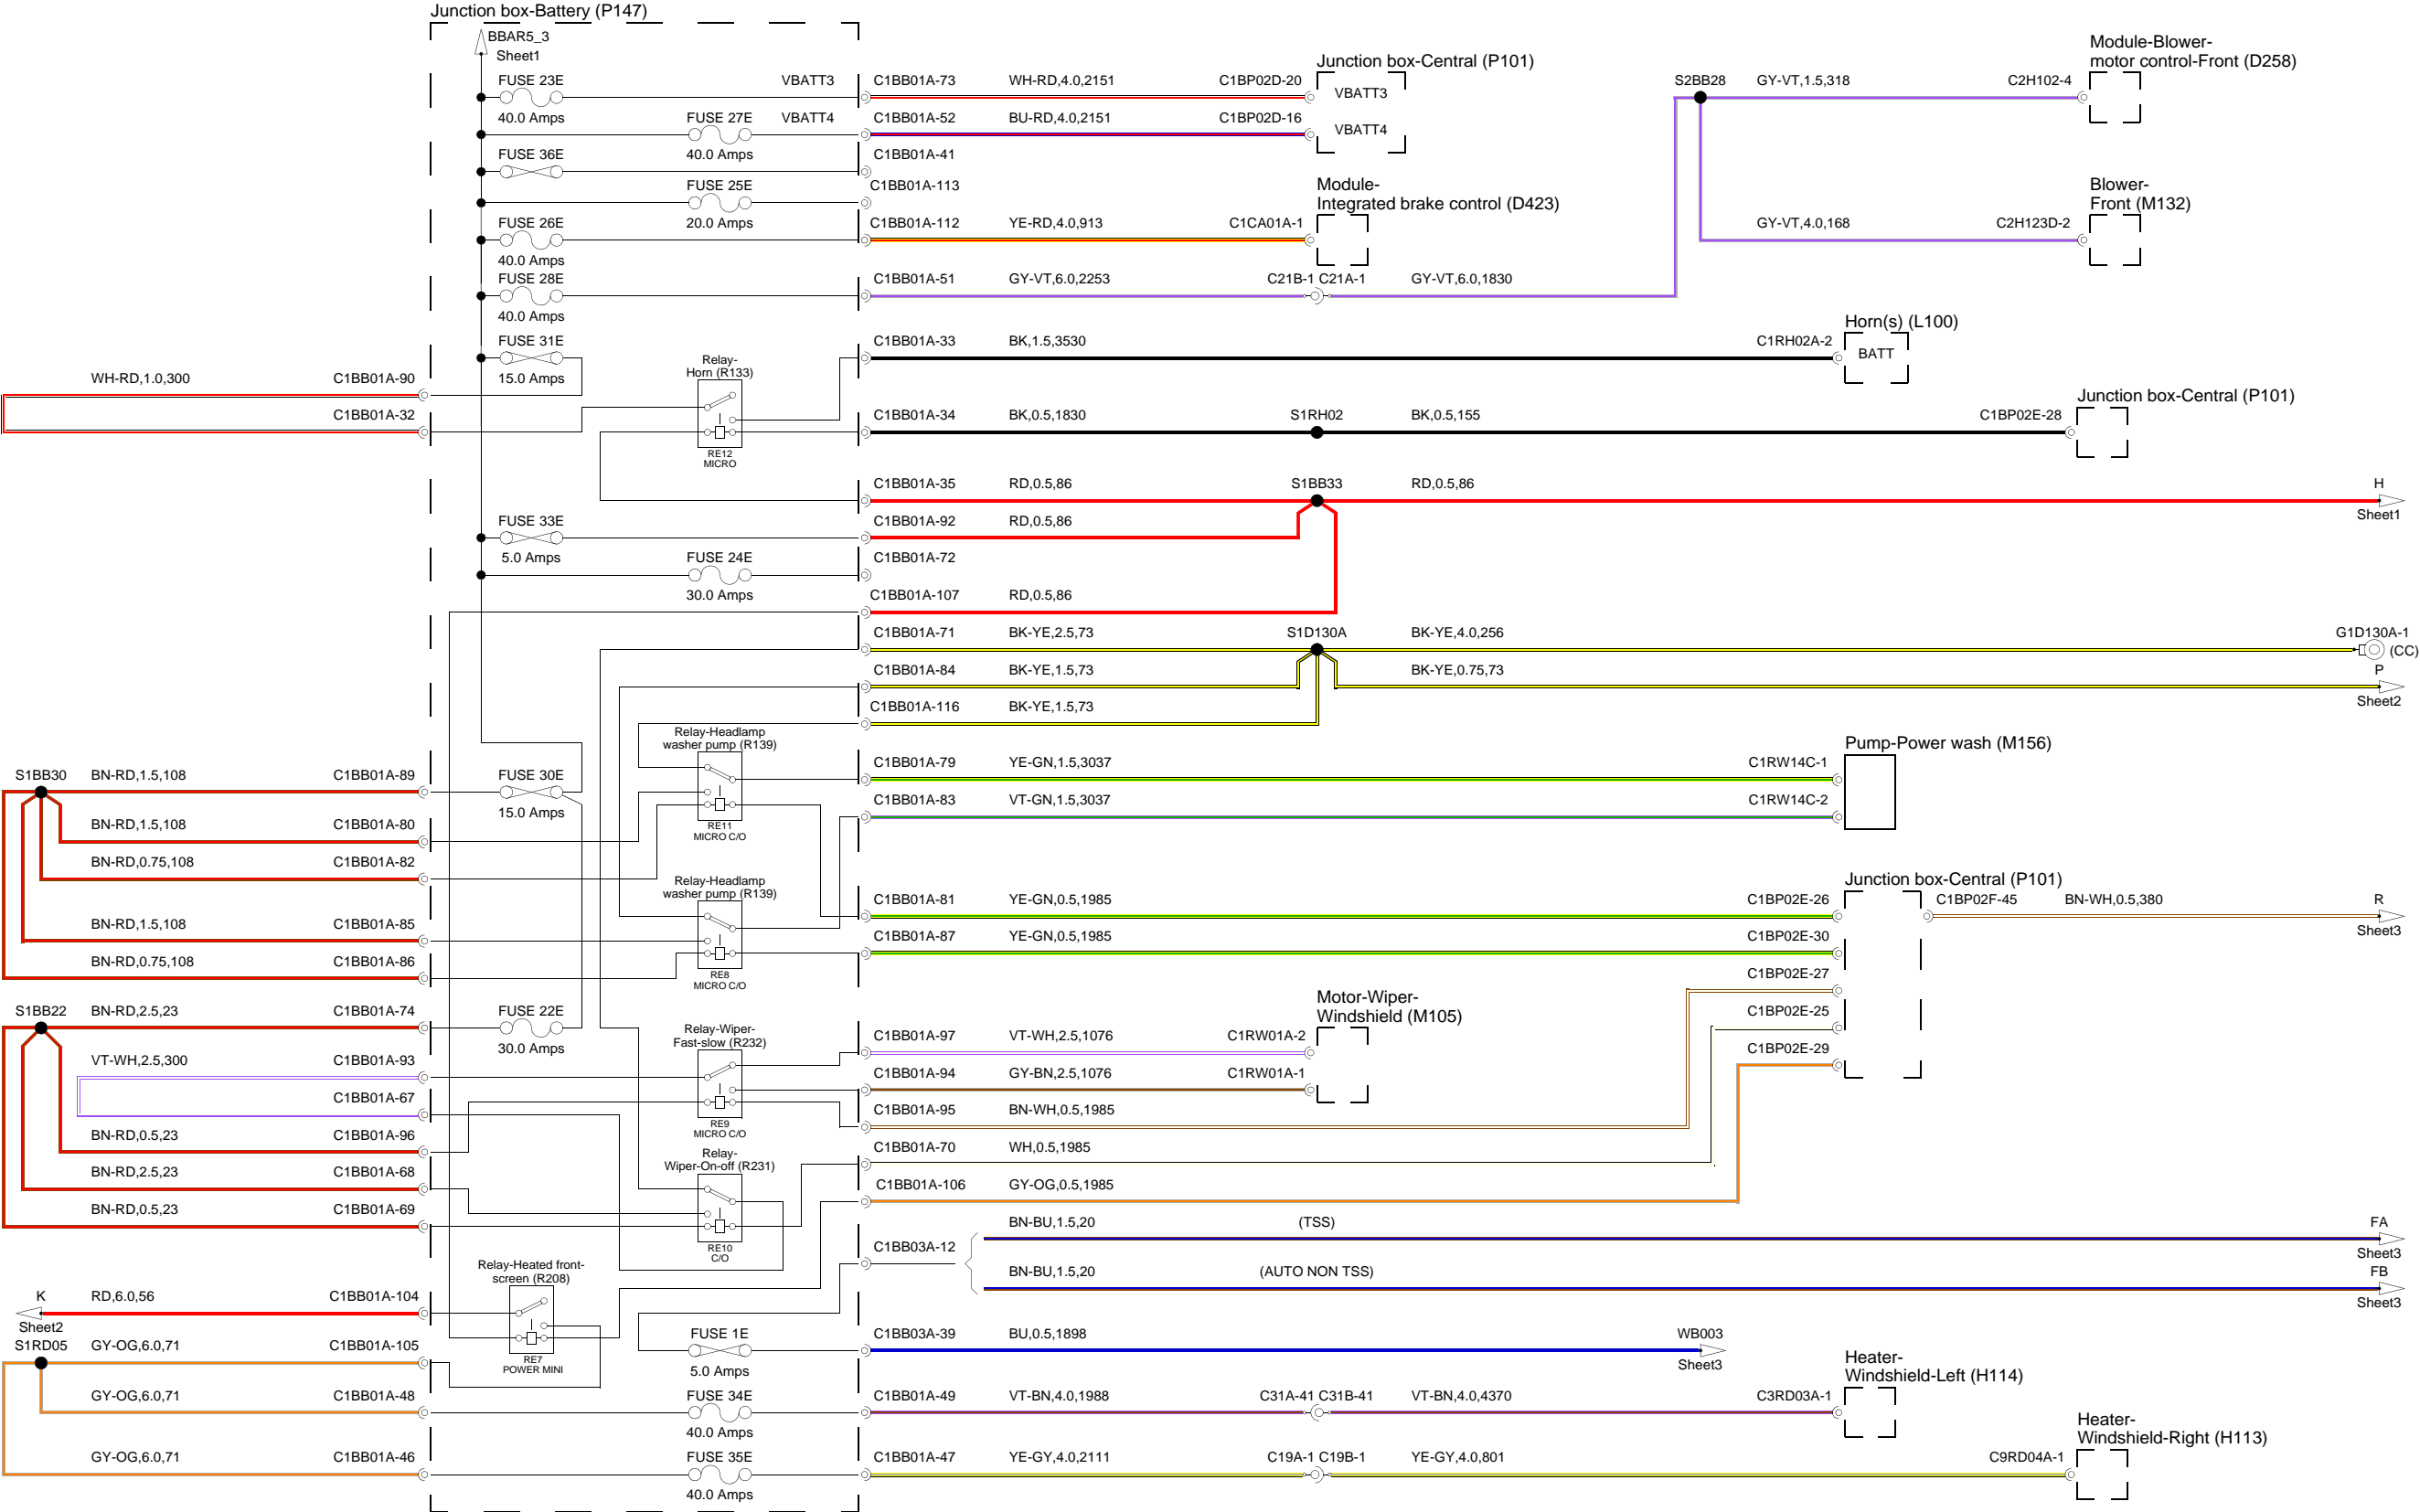 Junction box-Battery (P147)
BBAR5_3
Sheet1
FUSE 23E
40.0 Amps
VBATT3
C1BB01A-73
WH-RD,4.0,2151
C1BP02D-20
Junction box-Central (P101)
VBATT3
FUSE 27E
40.0 Amps
VBATT4
C1BB01A-52
BU-RD,4.0,2151
C1BP02D-16
VBATT4
S2BB28
GY-VT,1.5,318
C2H102-4
Module-Blower-
motor control-Front (D258)
FUSE 36E
C1BB01A-41
FUSE 25E
20.0 Amps
C1BB01A-113
Module-
Integrated brake control (D423)
FUSE 26E
40.0 Amps
C1BB01A-112
YE-RD,4.0,913
C1CA01A-1
GY-VT,4.0,168
C2H123D-2
Blower-
Front (M132)
FUSE 28E
40.0 Amps
C1BB01A-51
GY-VT,6.0,2253
C21B-1 C21A-1
GY-VT,6.0,1830
FUSE 31E
15.0 Amps
WH-RD,1.0,300
C1BB01A-90
C1BB01A-32
Relay-
Horn (R133)
RE12
MICRO
C1BB01A-33
BK,1.5,3530
C1RH02A-2
Horn(s) (L100)
BATT
C1BB01A-34
BK,0.5,1830
S1RH02
BK,0.5,155
C1BP02E-28
Junction box-Central (P101)
C1BB01A-35
RD,0.5,86
S1BB33
RD,0.5,86
H
Sheet1
FUSE 33E
5.0 Amps
C1BB01A-92
RD,0.5,86
FUSE 24E
30.0 Amps
C1BB01A-72
C1BB01A-107
RD,0.5,86
C1BB01A-71
BK-YE,2.5,73
S1D130A
BK-YE,4.0,256
G1D130A-1
(CC)
C1BB01A-84
BK-YE,1.5,73
BK-YE,0.75,73
P
Sheet2
C1BB01A-116
BK-YE,1.5,73
Relay-Headlamp
washer pump (R139)
RE11
MICRO C/O
S1BB30
BN-RD,1.5,108
C1BB01A-89
FUSE 30E
15.0 Amps
C1BB01A-79
YE-GN,1.5,3037
C1RW14C-1
Pump-Power wash (M156)
C1BB01A-83
VT-GN,1.5,3037
C1RW14C-2
BN-RD,1.5,108
C1BB01A-80
BN-RD,0.75,108
C1BB01A-82
Relay-Headlamp
washer pump (R139)
RE8
MICRO C/O
BN-RD,1.5,108
C1BB01A-85
BN-RD,0.75,108
C1BB01A-86
C1BB01A-81
YE-GN,0.5,1985
C1BP02E-26
Junction box-Central (P101)
C1BP02F-45
BN-WH,0.5,380
R
Sheet3
C1BB01A-87
YE-GN,0.5,1985
C1BP02E-30
C1BP02E-27
C1BP02E-25
C1BP02E-29
S1BB22
BN-RD,2.5,23
C1BB01A-74
FUSE 22E
30.0 Amps
Relay-Wiper-
Fast-slow (R232)
RE9
MICRO C/O
VT-WH,2.5,300
C1BB01A-93
C1BB01A-67
BN-RD,0.5,23
C1BB01A-96
BN-RD,2.5,23
C1BB01A-68
BN-RD,0.5,23
C1BB01A-69
C1BB01A-97
VT-WH,2.5,1076
C1RW01A-2
Motor-Wiper-
Windshield (M105)
C1BB01A-94
GY-BN,2.5,1076
C1RW01A-1
C1BB01A-95
BN-WH,0.5,1985
Relay-
Wiper-On-off (R231)
RE10
C/O
C1BB01A-70
WH,0.5,1985
C1BB01A-106
GY-OG,0.5,1985
C1BB03A-12
BN-BU,1.5,20
(TSS)
FA
Sheet3
BN-BU,1.5,20
(AUTO NON TSS)
FB
Sheet3
Relay-Heated front-
screen (R208)
RE7
POWER MINI
K
Sheet2
RD,6.0,56
C1BB01A-104
S1RD05
GY-OG,6.0,71
C1BB01A-105
FUSE 1E
5.0 Amps
C1BB03A-39
BU,0.5,1898
WB003
Sheet3
GY-OG,6.0,71
C1BB01A-48
FUSE 34E
40.0 Amps
C1BB01A-49
VT-BN,4.0,1988
C31A-41 C31B-41
VT-BN,4.0,4370
C3RD03A-1
Heater-
Windshield-Left (H114)
GY-OG,6.0,71
C1BB01A-46
FUSE 35E
40.0 Amps
C1BB01A-47
YE-GY,4.0,2111
C19A-1 C19B-1
YE-GY,4.0,801
C9RD04A-1
Heater-
Windshield-Right (H113)